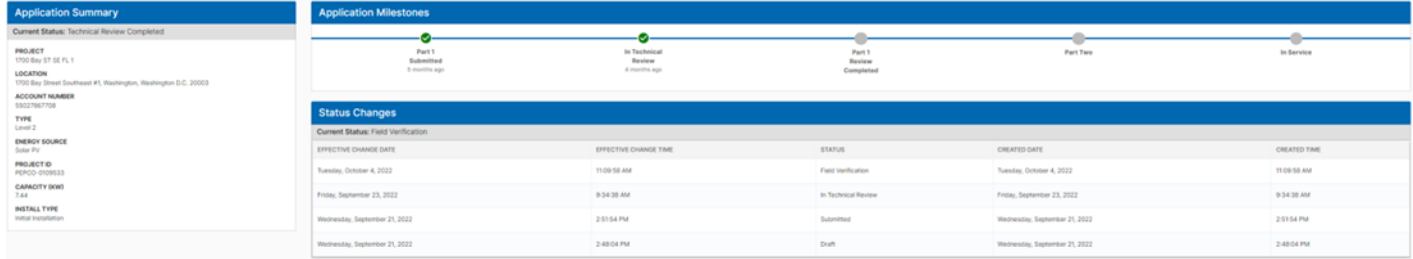 Application Summary
Current Status: Technical Review Completed
PROJECT
1700 Bay ST SE FL 1
LOCATION
1700 Bay Street Southeast #1, Washington, Washington D.C. 20003
ACCOUNT NUMBER
55027867708
TYPE
Level 2
ENERGY SOURCE
Solar PV
PROJECT ID
PEPCO-0109533
CAPACITY (KW)
7.44
INSTALL TYPE
Initial Installation
Application Milestones
Part 1
Submitted
5 months ago
In Technical
Review
4 months ago
Part 1
Review
Completed
Part Two
In Service
Status Changes
Current Status: Field Verification
EFFECTIVE CHANGE DATE EFFECTIVE CHANGE TIME STATUS CREATED DATE CREATED TIME
Tuesday, October 4, 2022 11:09:58 AM Field Verification Tuesday, October 4, 2022 11:09:58 AM
Friday, September 23, 2022 9:34:38 AM In Technical Review Friday, September 23, 2022 9:34:38 AM
Wednesday, September 21, 2022 2:51:54 PM Submitted Wednesday, September 21, 2022 2:51:54 PM
Wednesday, September 21, 2022 2:48:04 PM Draft Wednesday, September 21, 2022 2:48:04 PM